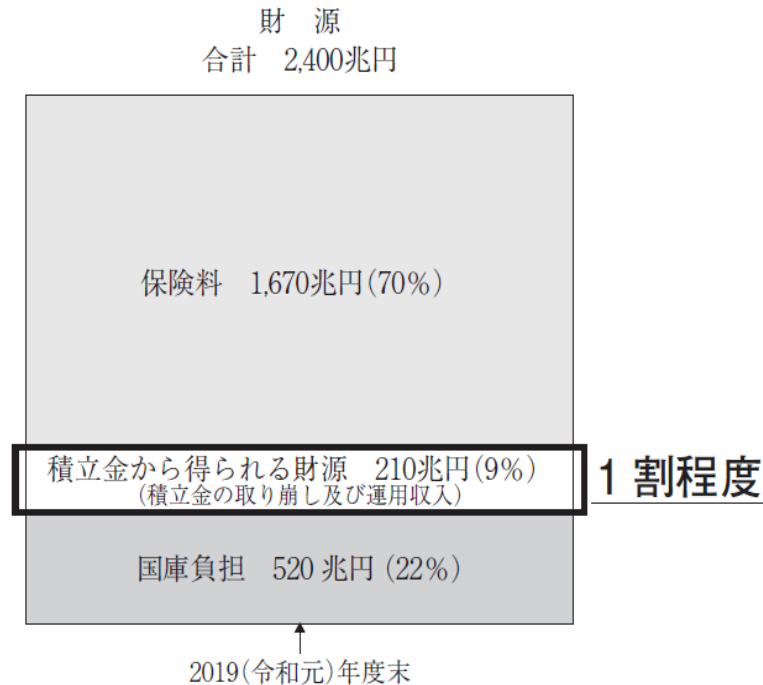 財 源
合計 2,400兆円
保険料 1,670兆円(70%)
積立金から得られる財源 210兆円(9%)
(積立金の取り崩し及び運用収入)
1割程度
国庫負担 520兆円(22%)
2019(令和元)年度末